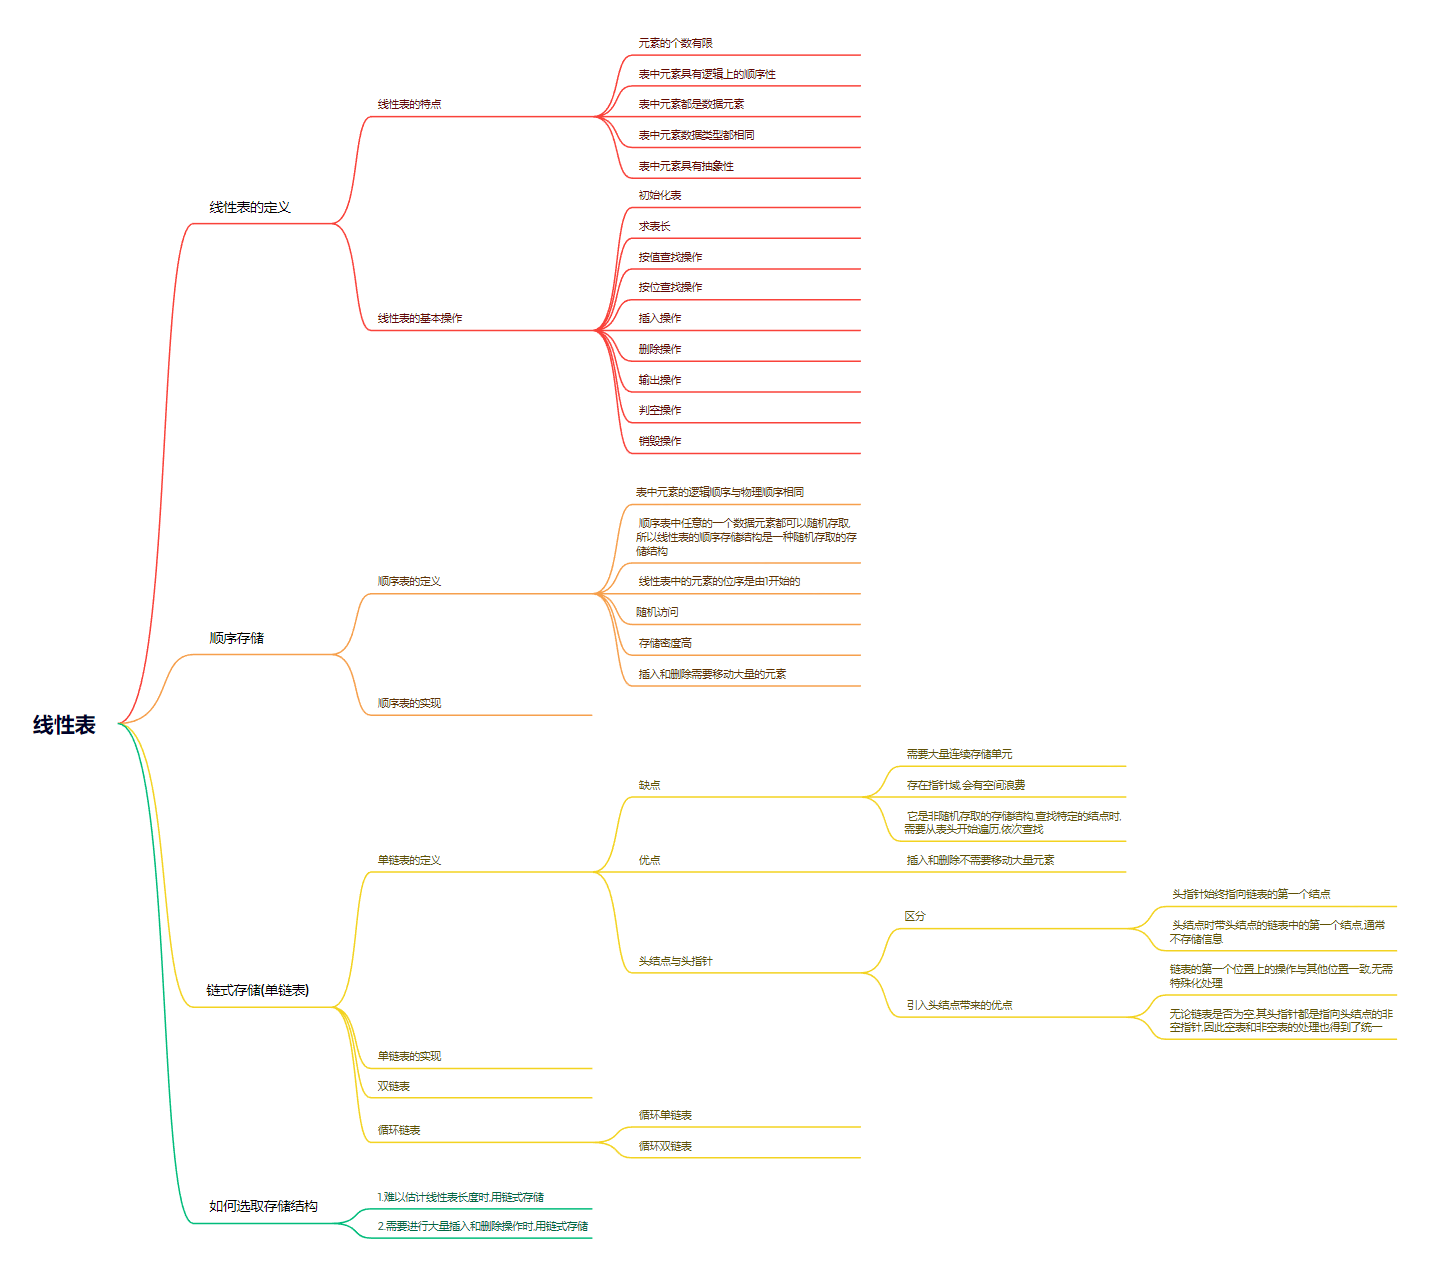 线性表
线性表的定义
线性表的特点
元素的个数有限
表中元素具有逻辑上的顺序性
表中元素都是数据元素
表中元素数据类型都相同
表中元素具有抽象性
线性表的基本操作
初始化表
求表长
按值查找操作
按位查找操作
插入操作
删除操作
输出操作
判空操作
销毁操作
顺序存储
顺序表的定义
表中元素的逻辑顺序与物理顺序相同
顺序表中任意的一个数据元素都可以随机存取,
所以线性表的顺序存储结构是一种随机存取的存
储结构
线性表中的元素的位序是由1开始的
随机访问
存储密度高
插入和删除需要移动大量的元素
顺序表的实现
链式存储(单链表)
单链表的定义
缺点
需要大量连续存储单元
存在指针域,会有空间浪费
它是非随机存取的存储结构,查找特定的结点时,
需要从表头开始遍历,依次查找
优点
插入和删除不需要移动大量元素
头结点与头指针
区分
头指针始终指向链表的第一个结点
头结点时带头结点的链表中的第一个结点,通常
不存储信息
引入头结点带来的优点
链表的第一个位置上的操作与其他位置一致,无需
特殊化处理
无论链表是否为空,其头指针都是指向头结点的非
空指针,因此空表和非空表的处理也得到了统一
单链表的实现
双链表
循环链表
循环单链表
循环双链表
如何选取存储结构
1.难以估计线性表长度时,用链式存储
2.需要进行大量插入和删除操作时,用链式存储